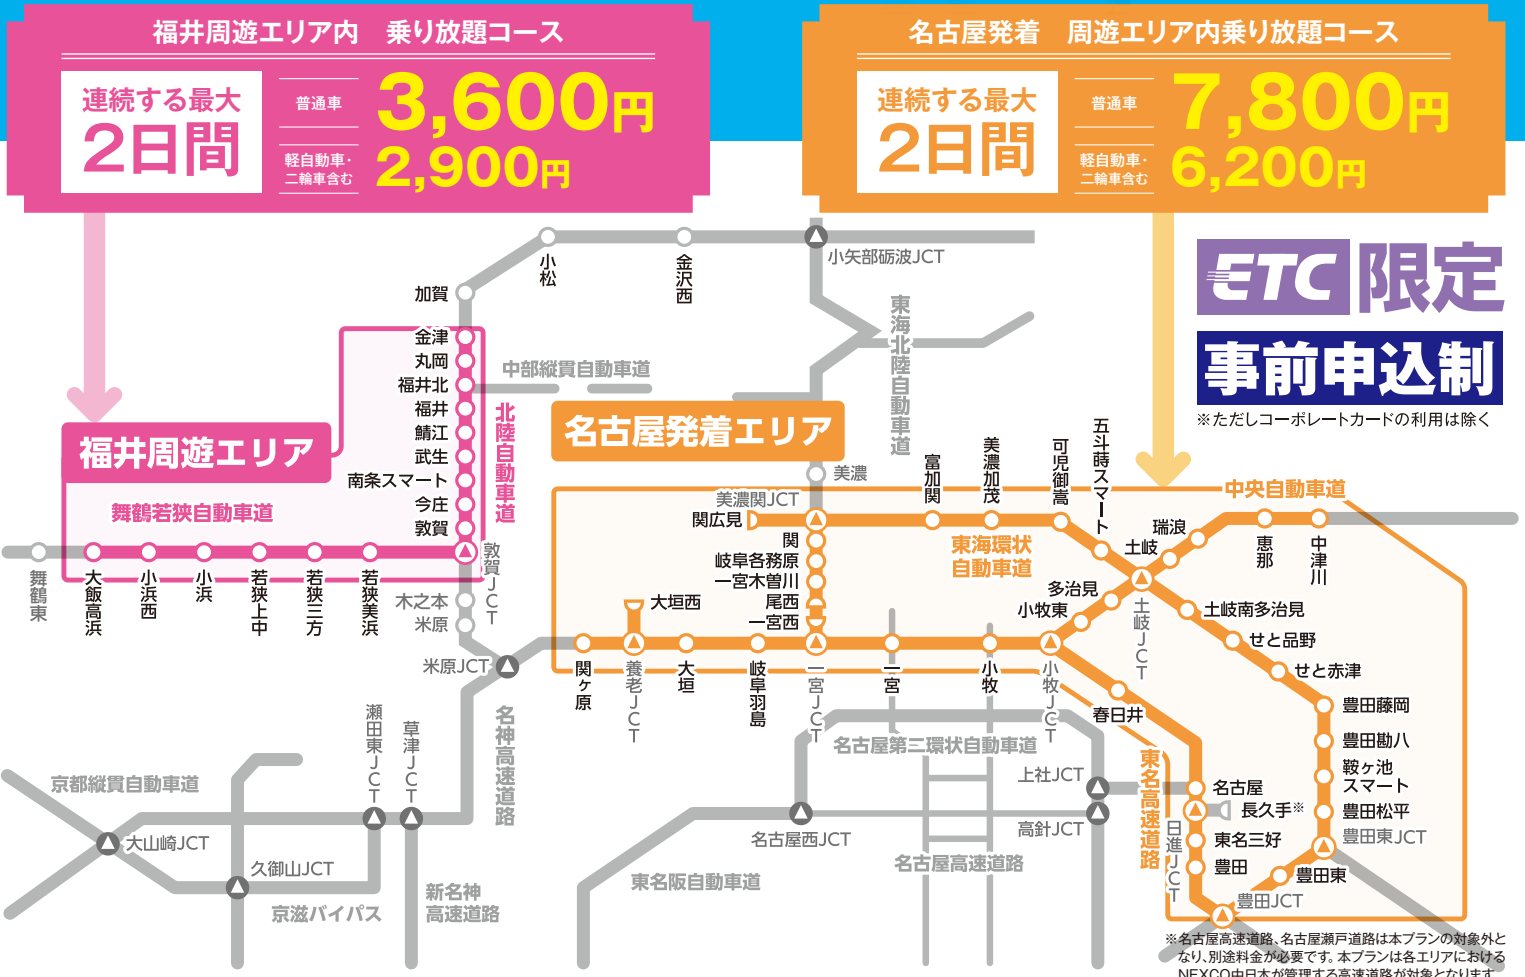 福井周遊エリア内　乗り放題コース
連続する最大
2日間
普通車
3,600円
軽自動車・
二輪車含む
2,900円
名古屋発着　周遊エリア内乗り放題コース
連続する最大
2日間
普通車
7,800円
軽自動車・
二輪車含む
6,200円
ETC限定
事前申込制
※ただしコーポレートカードの利用は除く
小松
金沢西
小矢部砺波JCT
東海北陸自動車道
加賀
金津
丸岡
福井北
福井
鯖江
武生
南条スマート
今庄
敦賀
北陸自動車道
中部縦貫自動車道
福井周遊エリア
舞鶴若狭自動車道
舞鶴東
大飯高浜
小浜西
小浜
若狭上中
若狭三方
若狭美浜
敦賀JCT
木之本
米原
米原JCT
名神高速道路
名古屋発着エリア
美濃
美濃関JCT
関広見
関
岐阜各務原
一宮木曽川
尾西
一宮西
富加関
美濃加茂
可児御嵩
五斗蒔スマート
東海環状
自動車道
中央自動車道
土岐
瑞浪
恵那
中津川
多治見
小牧東
土岐JCT
土岐南多治見
せと品野
せと赤津
豊田藤岡
豊田勘八
鞍ヶ池
スマート
豊田松平
豊田東JCT
豊田東
豊田JCT
大垣西
関ヶ原
養老JCT
大垣
岐阜羽島
一宮JCT
一宮
小牧
小牧JCT
春日井
東名高速道路
名古屋
長久手※
日進JCT
東名三好
豊田
名古屋第二環状自動車道
上社JCT
高針JCT
名古屋西JCT
名古屋高速道路
東名阪自動車道
瀬田東JCT
草津JCT
京都縦貫自動車道
大山崎JCT
久御山JCT
京滋バイパス
新名神
高速道路
※名古屋高速道路、名古屋瀬戸道路は本プランの対象外と
なり、別途料金が必要です。本プランは各エリアにおける
NEXCO中日本が管理する高速道路が対象となります。